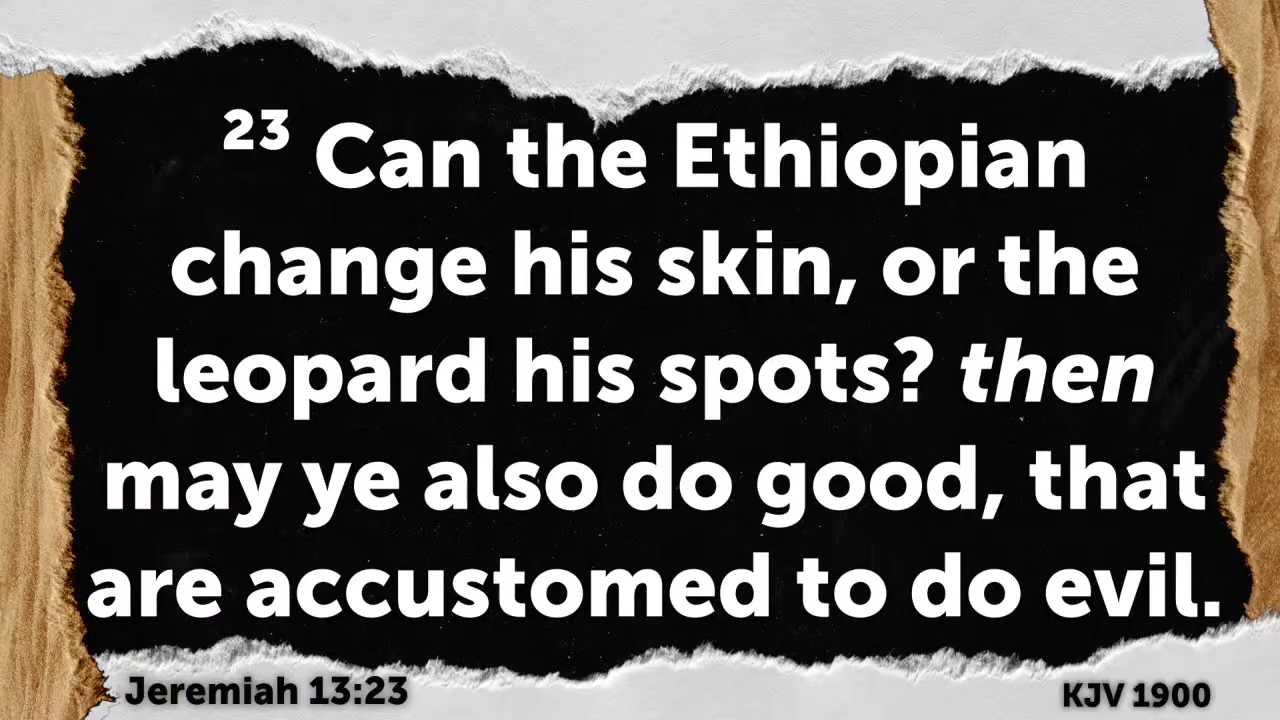 ²³ Can the Ethiopian
change his skin, or the
leopard his spots? then
may ye also do good, that
are accustomed to do evil.
Jeremiah 13:23
KJV 1900